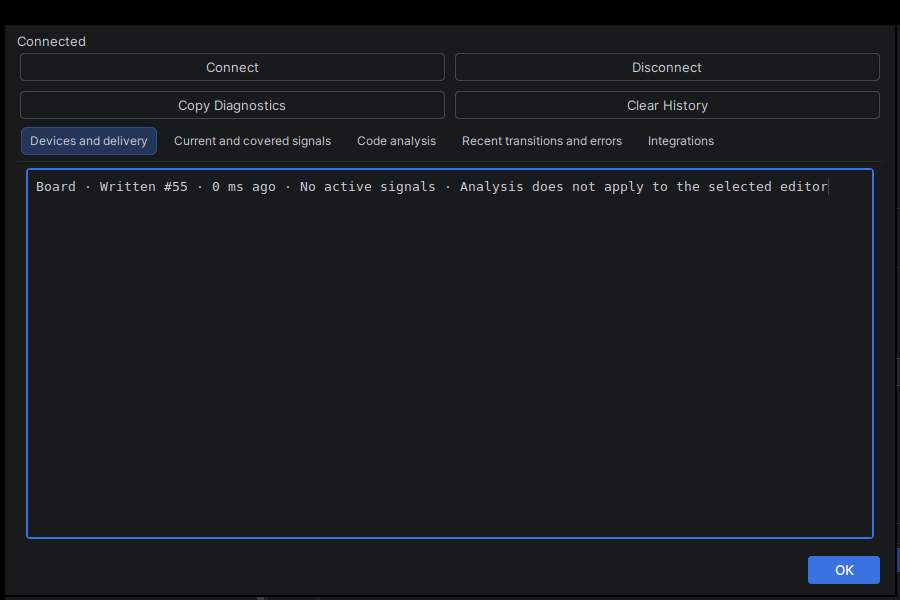 Connected
Connect
Disconnect
Copy Diagnostics
Clear History
Devices and delivery
Current and covered signals
Code analysis
Recent transitions and errors
Integrations
Board · Written #55 · 0 ms ago · No active signals · Analysis does not apply to the selected editor
OK